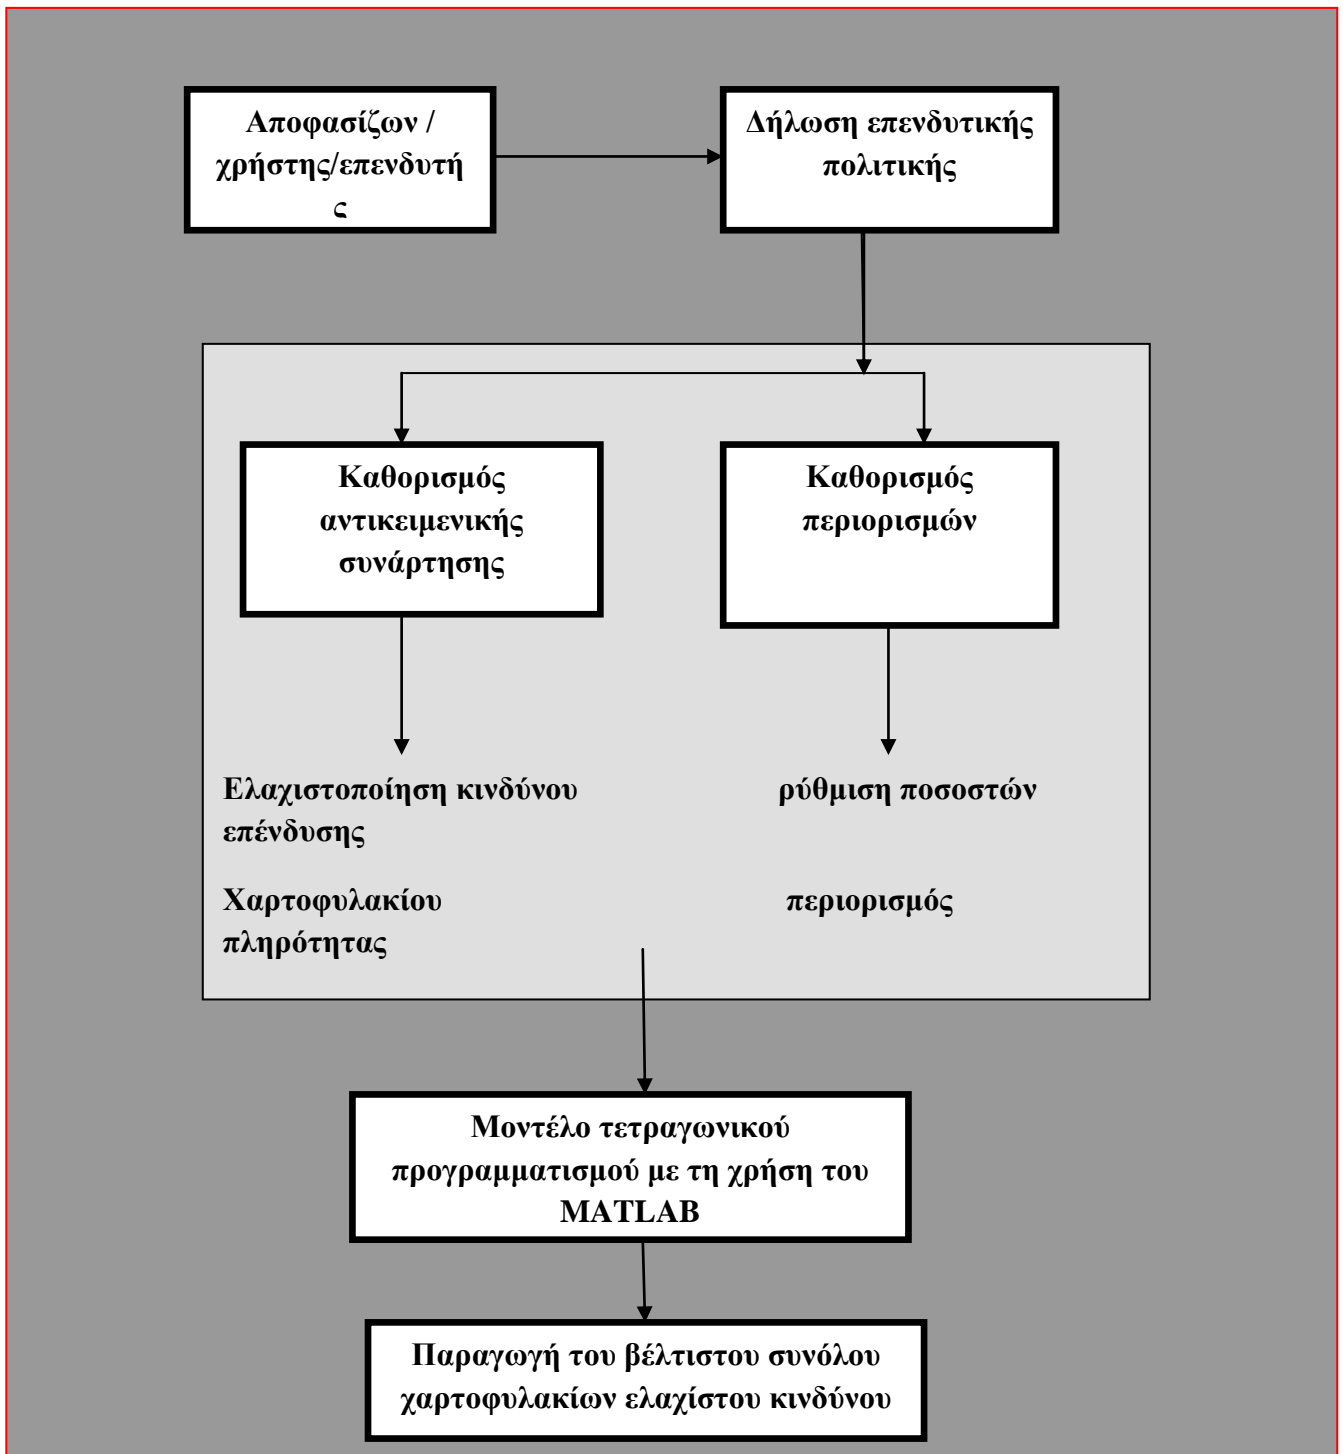 Αποφασίζων /
χρήστης/επενδυτή
ς
Δήλωση επενδυτικής
πολιτικής
Καθορισμός
αντικειμενικής
συνάρτησης
Καθορισμός
περιορισμών
Ελαχιστοποίηση κινδύνου
επένδυσης
ρύθμιση ποσοστών
Χαρτοφυλακίου
πληρότητας
περιορισμός
Μοντέλο τετραγωνικού
προγραμματισμού με τη χρήση του
MATLAB
Παραγωγή του βέλτιστου συνόλου
χαρτοφυλακίων ελαχίστου κινδύνου